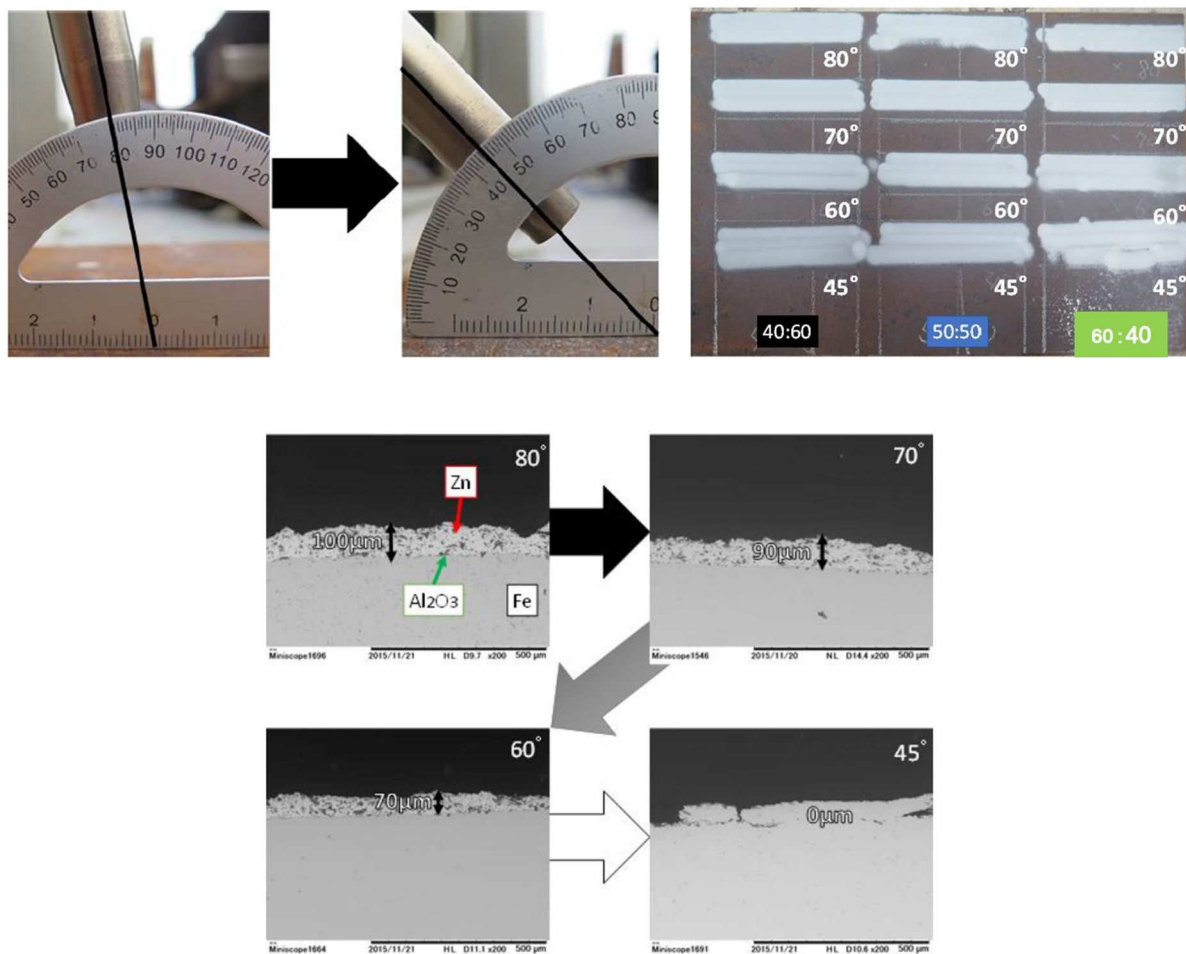 50 60 70 80 90 100 110 120
2 1 0 1
10 20 30 40 50 60 70 80
2 1 0
80° 80° 80°
70° 70° 70°
60° 60° 60°
45° 45° 45°
40:60 50:50 60:40
80°
Zn
100μm
Al2O3
Fe
Miniscope1696 2015/11/21 HL D9.7 x200 500 μm
70°
90μm
Miniscope1546 2015/11/20 NL D14.4 x200 500 μm
60°
70μm
Miniscope1664 2015/11/21 HL D11.1 x200 500 μm
45°
0μm
Miniscope1691 2015/11/21 HL D10.6 x200 500 μm